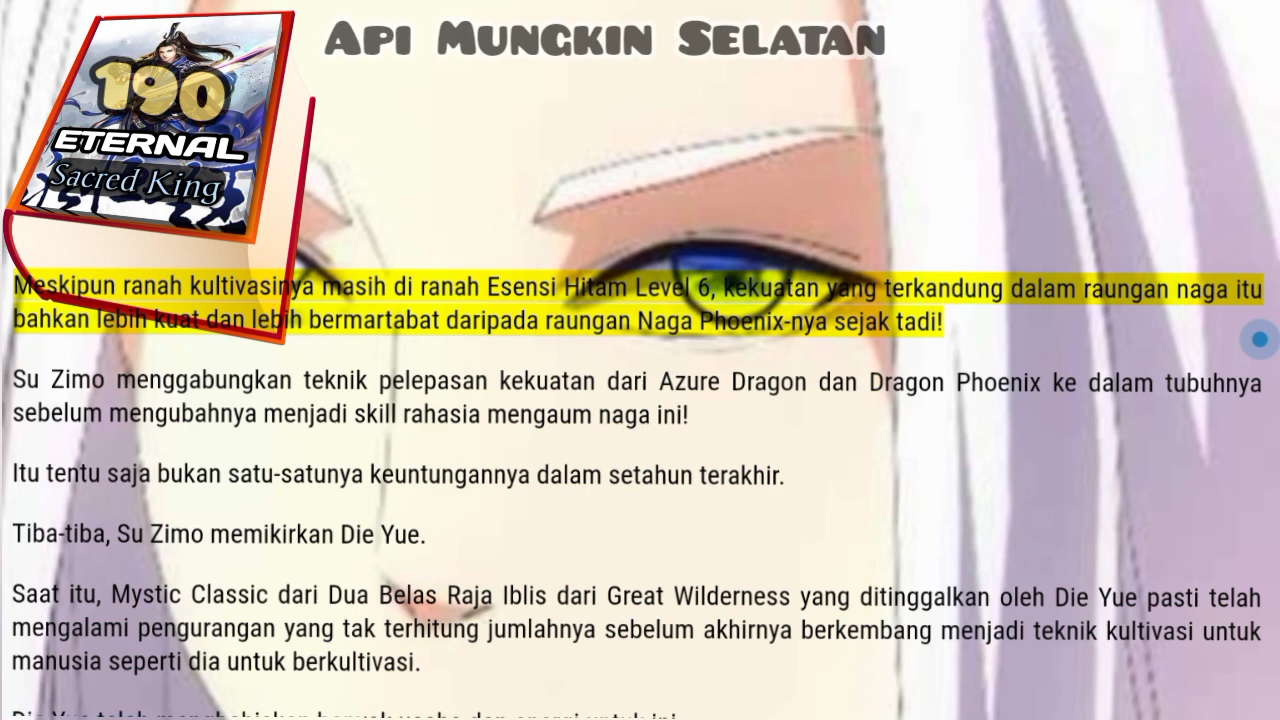 Api Mungkin Selatan
190
ETERNAL
Sacred King
Meskipun ranah kultivasinya masih di ranah Esensi Hitam Level 6, kekuatan yang terkandung dalam raungan naga itu
bahkan lebih kuat dan lebih bermartabat daripada raungan Naga Phoenix-nya sejak tadi!
Su Zimo menggabungkan teknik pelepasan kekuatan dari Azure Dragon dan Dragon Phoenix ke dalam tubuhnya
sebelum mengubahnya menjadi skill rahasia mengaum naga ini!
Itu tentu saja bukan satu-satunya keuntungannya dalam setahun terakhir.
Tiba-tiba, Su Zimo memikirkan Die Yue.
Saat itu, Mystic Classic dari Dua Belas Raja Iblis dari Great Wilderness yang ditinggalkan oleh Die Yue pasti telah
mengalami pengurangan yang tak terhitung jumlahnya sebelum akhirnya berkembang menjadi teknik kultivasi untuk
manusia seperti dia untuk berkultivasi.